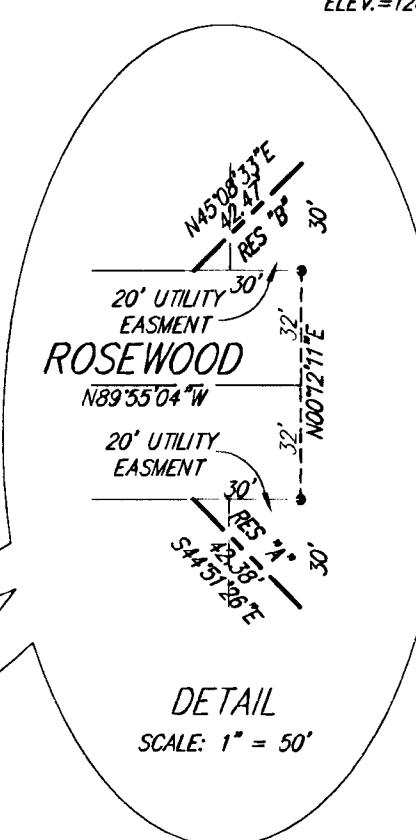 ELEV.=12
N45°08'33"E
42.47'
RES "B"
30'
30'
20' UTILITY
EASMENT
32'
ROSEWOOD
N89°55'04"W
N00°12'11"E
32'
20' UTILITY
EASMENT
30'
RES "A"
42.38'
S44°51'26"E
30'
DETAIL
SCALE: 1" = 50'